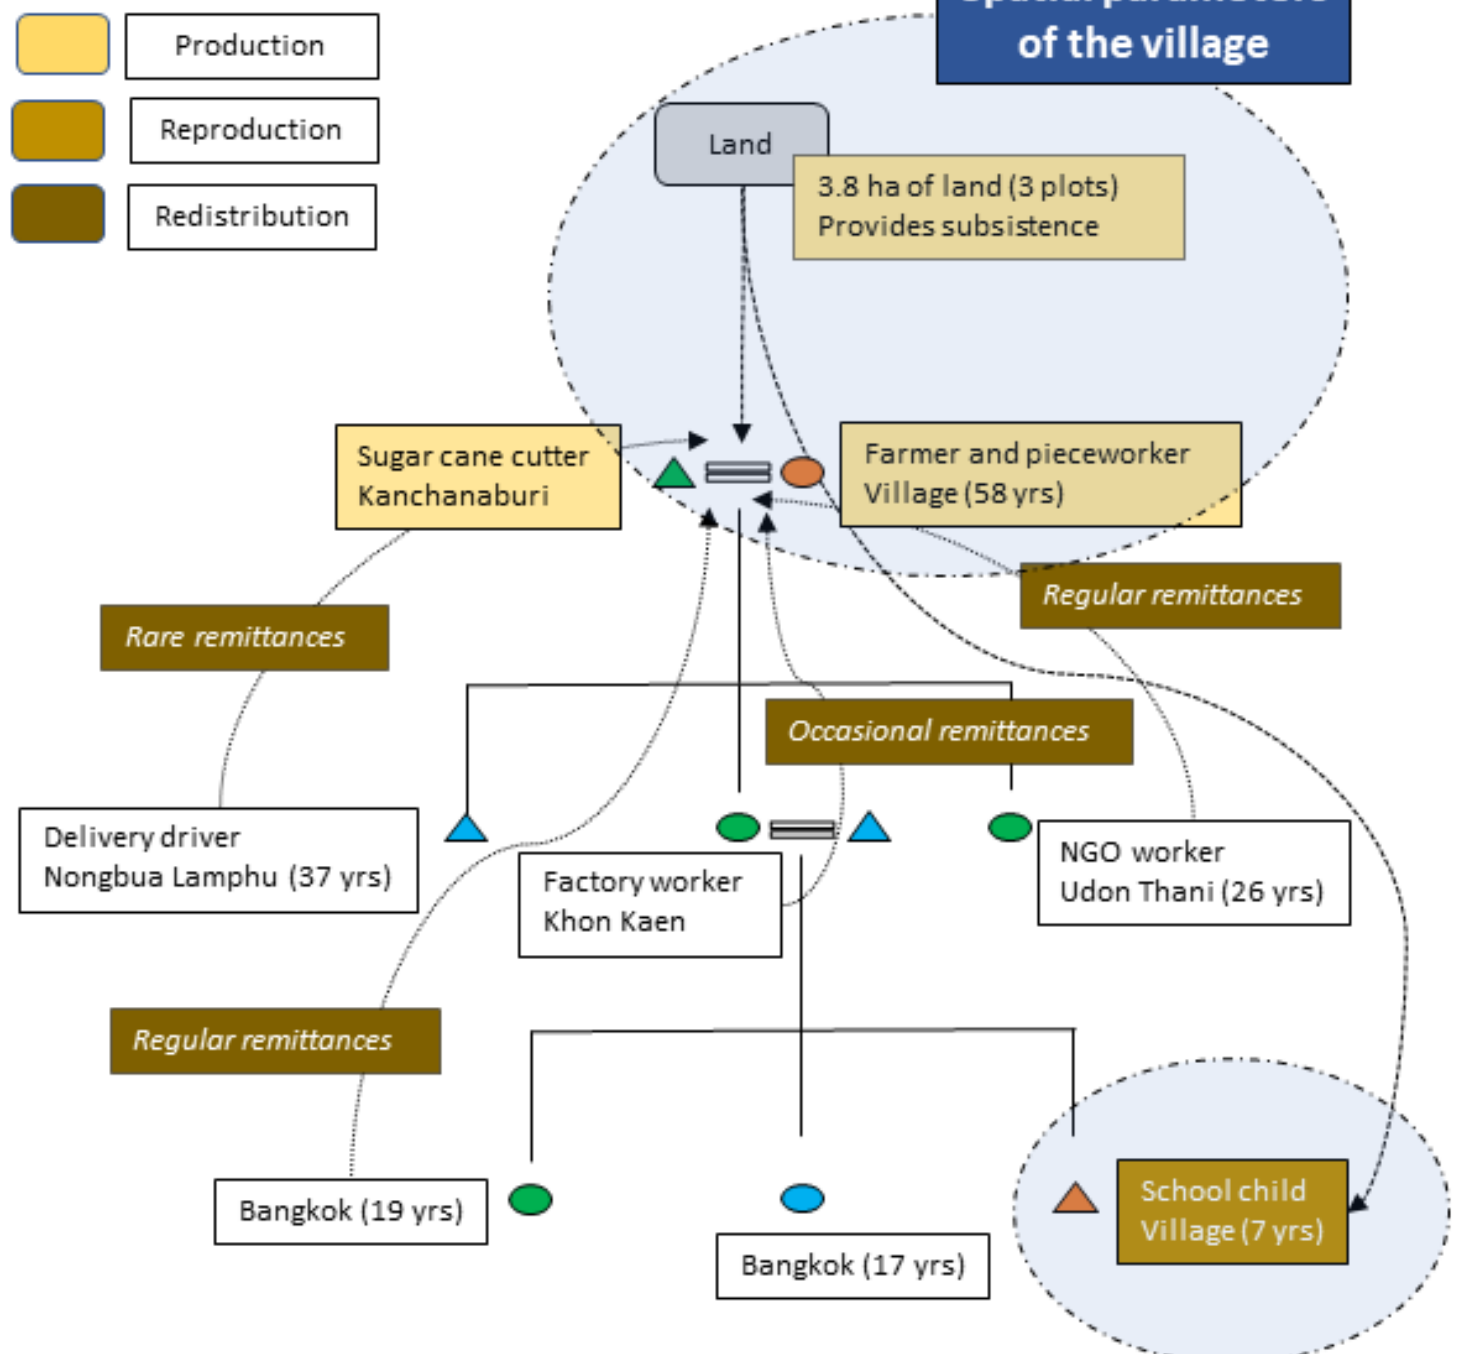 Production
Reproduction
Redistribution
Spatial parameters
of the village
Land
3.8 ha of land (3 plots)
Provides subsistence
Sugar cane cutter
Kanchanaburi
Farmer and pieceworker
Village (58 yrs)
Rare remittances
Regular remittances
Occasional remittances
Delivery driver
Nongbua Lamphu (37 yrs)
Factory worker
Khon Kaen
NGO worker
Udon Thani (26 yrs)
Regular remittances
Bangkok (19 yrs)
Bangkok (17 yrs)
School child
Village (7 yrs)